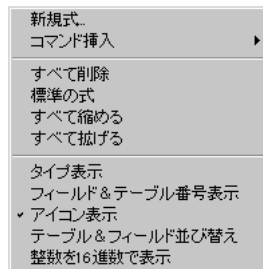 新規式...
コマンド挿入
すべて削除
標準の式
すべて縮める
すべて拡げる
タイプ表示
フィールド＆テーブル番号表示
アイコン表示
テーブル＆フィールド並び替え
整数を16進数で表示